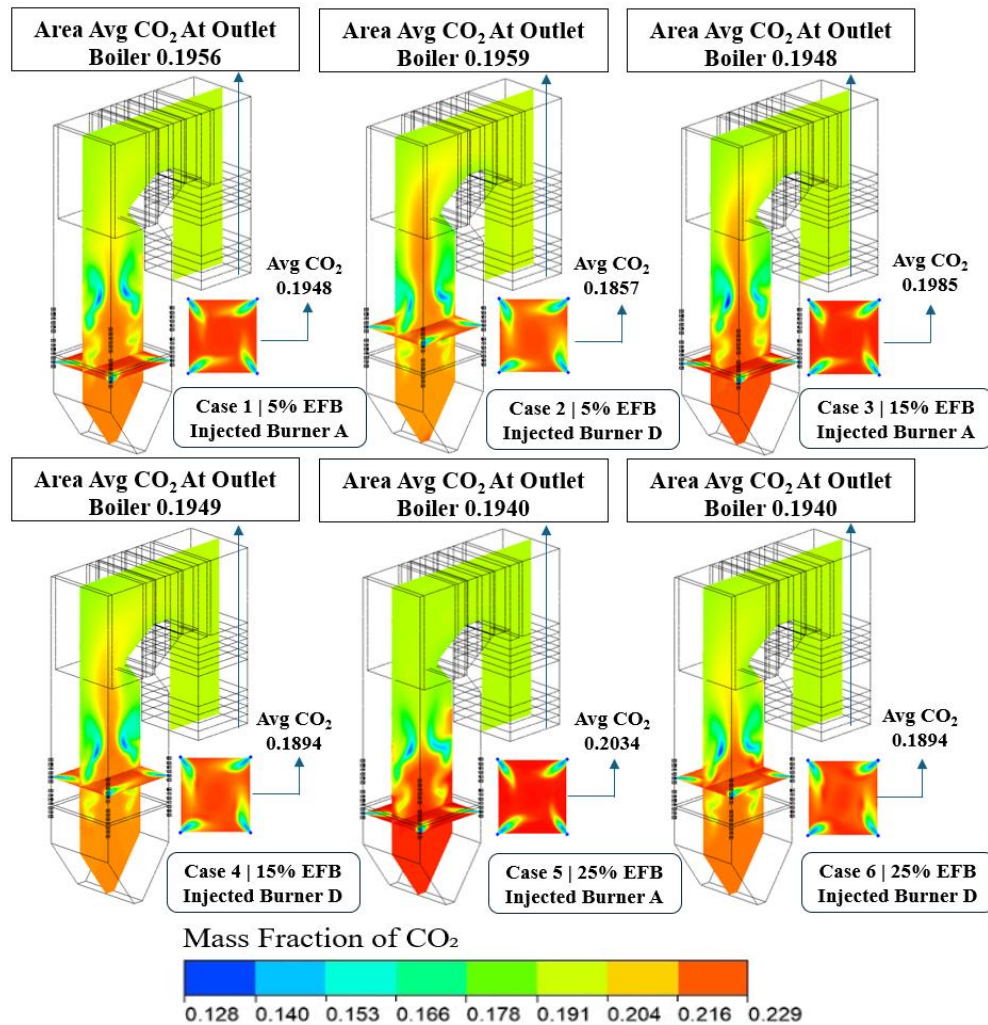 Area Avg CO₂ At Outlet
Boiler 0.1956
Area Avg CO₂ At Outlet
Boiler 0.1959
Area Avg CO₂ At Outlet
Boiler 0.1948
Avg CO₂
0.1948
Avg CO₂
0.1857
Avg CO₂
0.1985
Case 1 | 5% EFB
Injected Burner A
Case 2 | 5% EFB
Injected Burner D
Case 3 | 15% EFB
Injected Burner A
Area Avg CO₂ At Outlet
Boiler 0.1949
Area Avg CO₂ At Outlet
Boiler 0.1940
Area Avg CO₂ At Outlet
Boiler 0.1940
Avg CO₂
0.1894
Avg CO₂
0.2034
Avg CO₂
0.1894
Case 4 | 15% EFB
Injected Burner D
Case 5 | 25% EFB
Injected Burner A
Case 6 | 25% EFB
Injected Burner D
Mass Fraction of CO₂
0.128 0.140 0.153 0.166 0.178 0.191 0.204 0.216 0.229